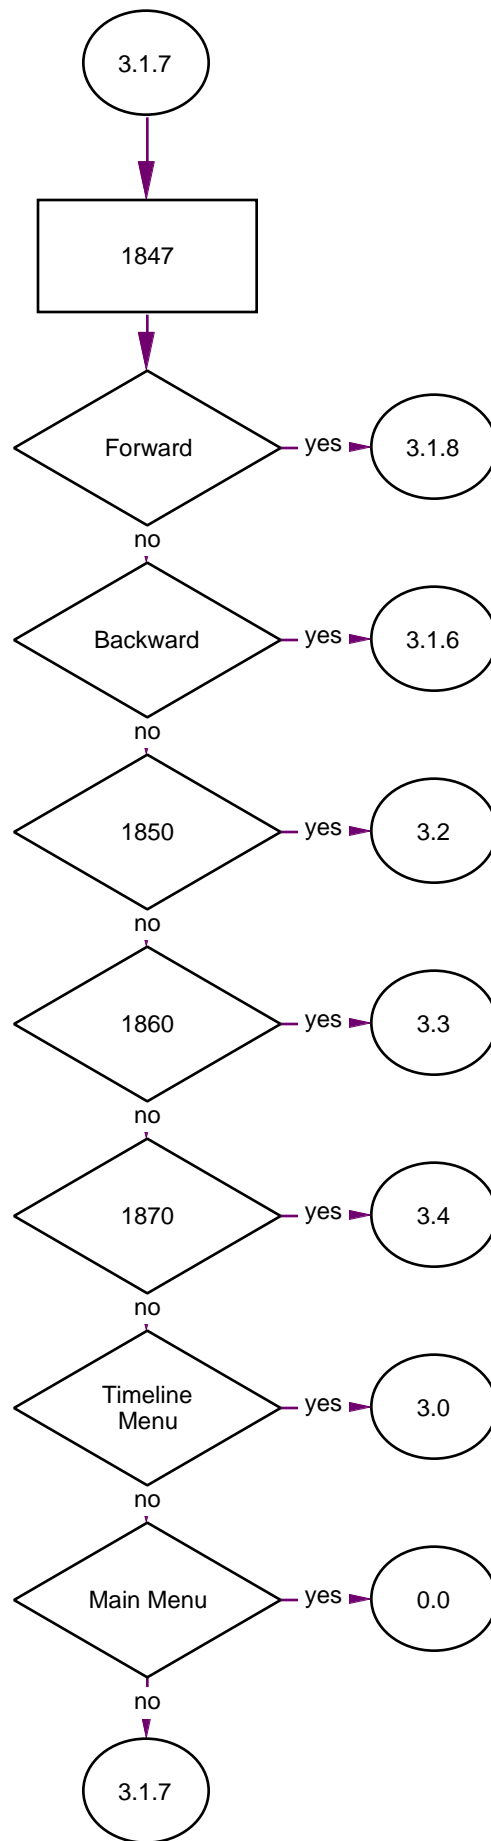 3.1.7
1847
Forward
yes
3.1.8
no
Backward
yes
3.1.6
no
1850
yes
3.2
no
1860
yes
3.3
no
1870
yes
3.4
no
Timeline
Menu
yes
3.0
no
Main Menu
yes
0.0
no
3.1.7